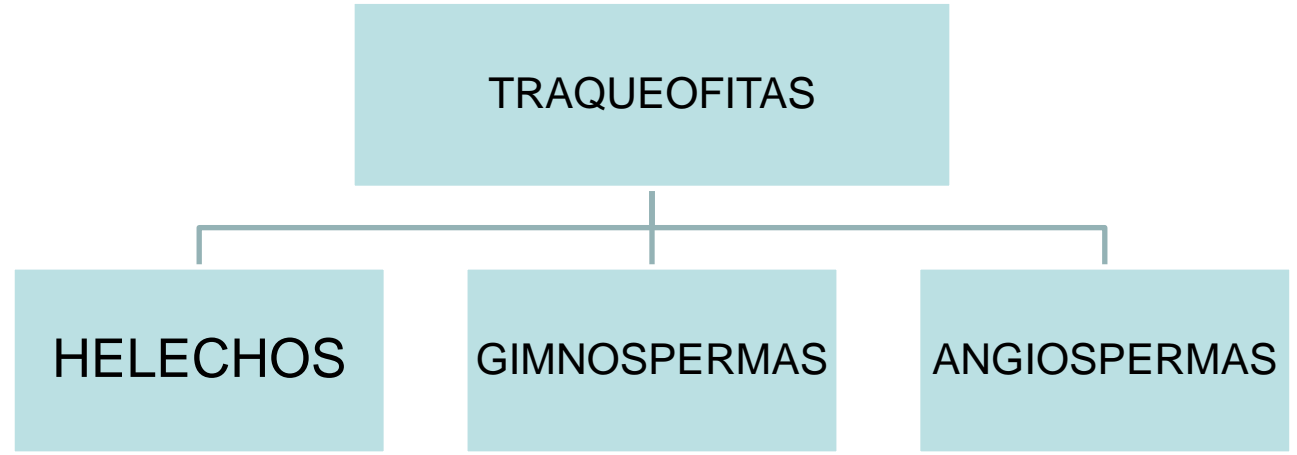 TRAQUEOFITAS
HELECHOS
GIMNOSPERMAS
ANGIOSPERMAS